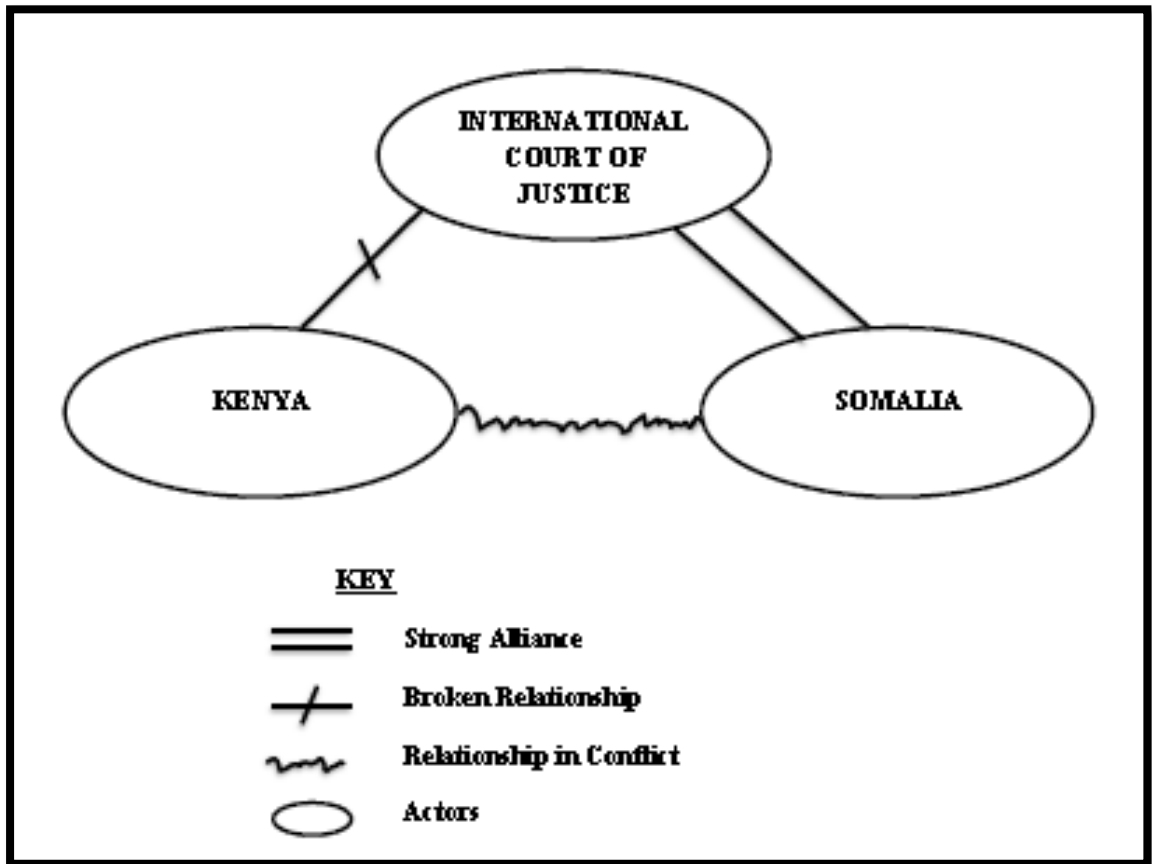 INTERNATIONAL
COURT OF
JUSTICE
KENYA
SOMALIA
KEY
Strong Alliance
Broken Relationship
Relationship in Conflict
Actors